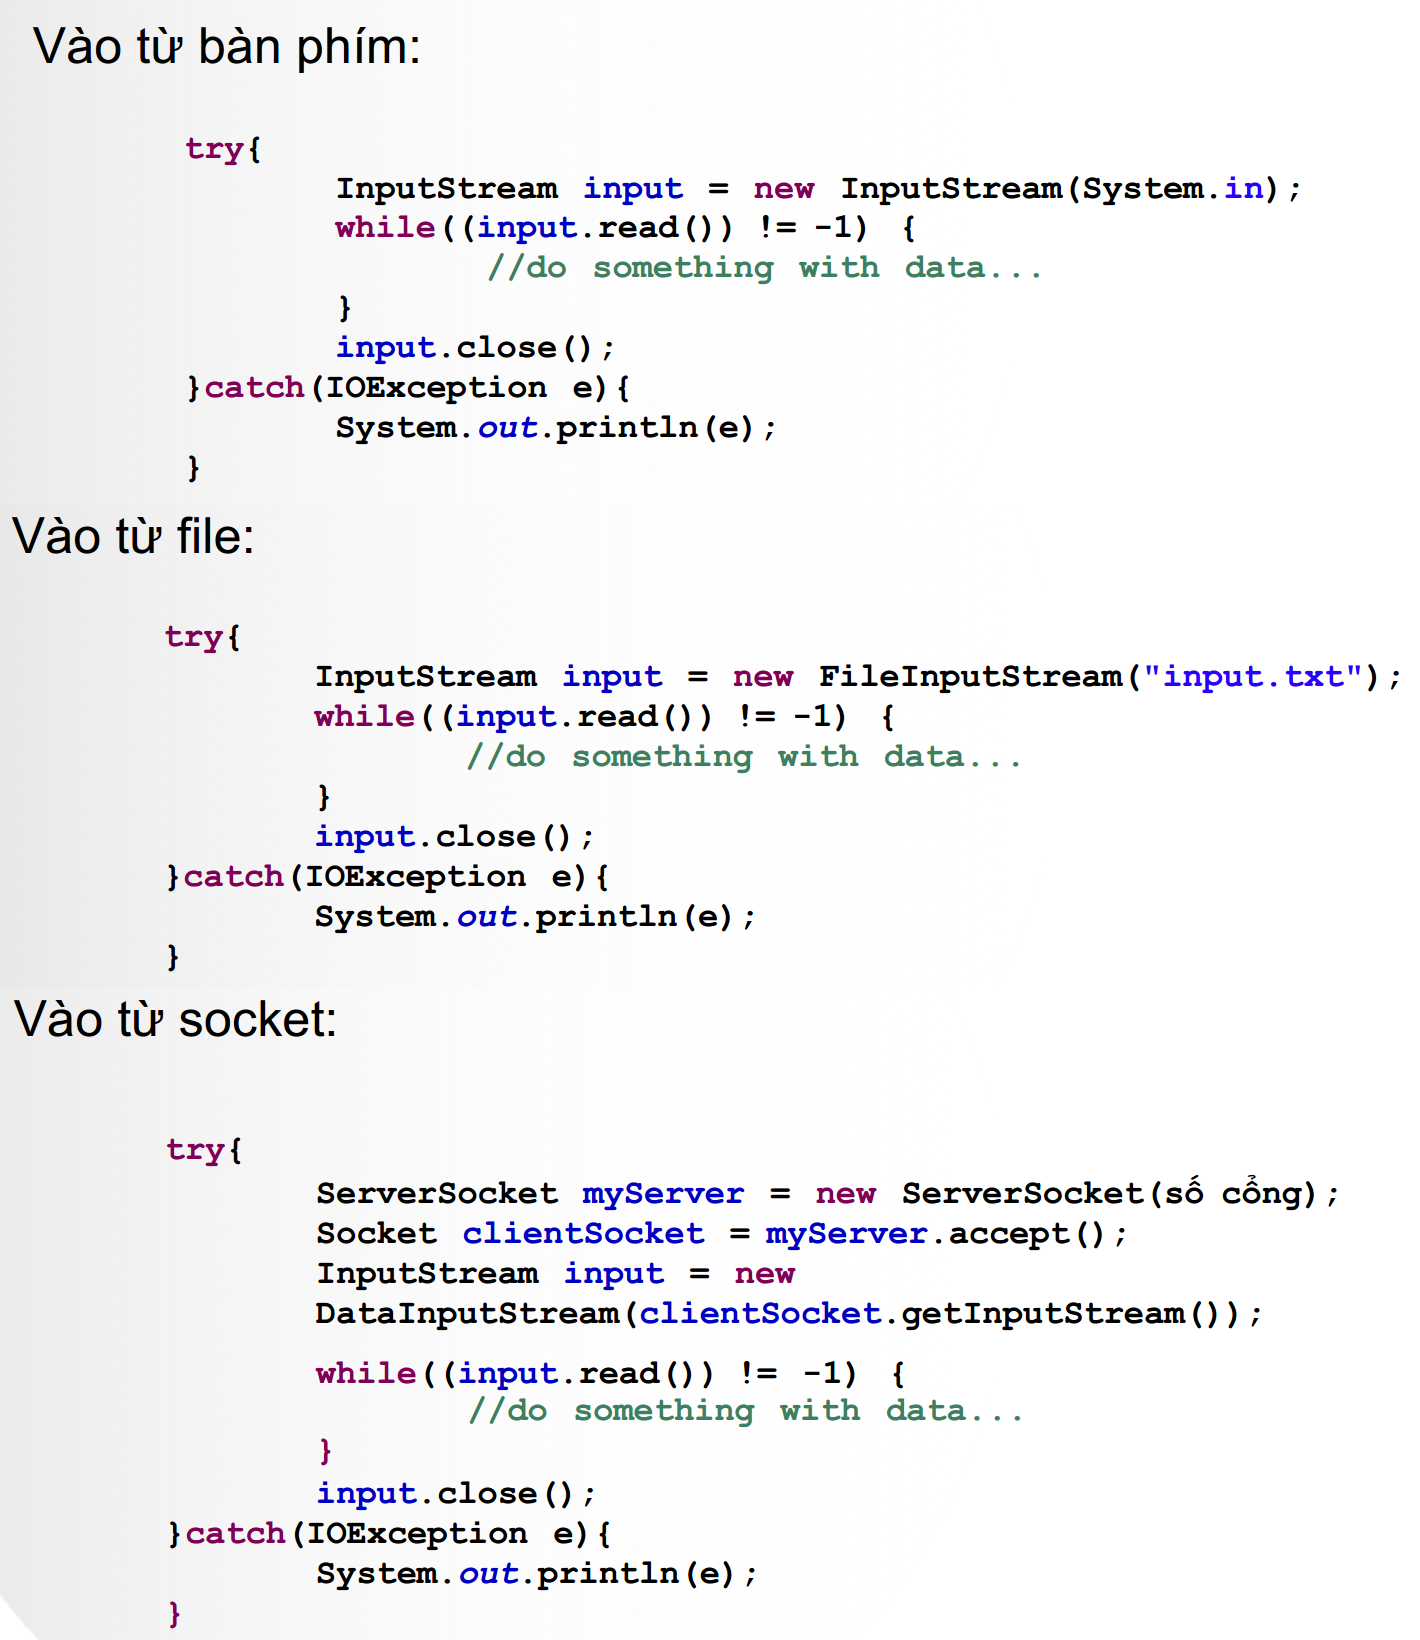 Vào từ bàn phím:
try{
InputStream input = new InputStream(System.in);
while((input.read()) != -1) {
//do something with data...
}
input.close();
}catch(IOException e){
System.out.println(e);
}
Vào từ file:
try{
InputStream input = new FileInputStream("input.txt");
while((input.read()) != -1) {
//do something with data...
}
input.close();
}catch(IOException e){
System.out.println(e);
}
Vào từ socket:
try{
ServerSocket myServer = new ServerSocket(số cổng);
Socket clientSocket = myServer.accept();
InputStream input = new
DataInputStream(clientSocket.getInputStream());
while((input.read()) != -1) {
//do something with data...
}
input.close();
}catch(IOException e){
System.out.println(e);
}